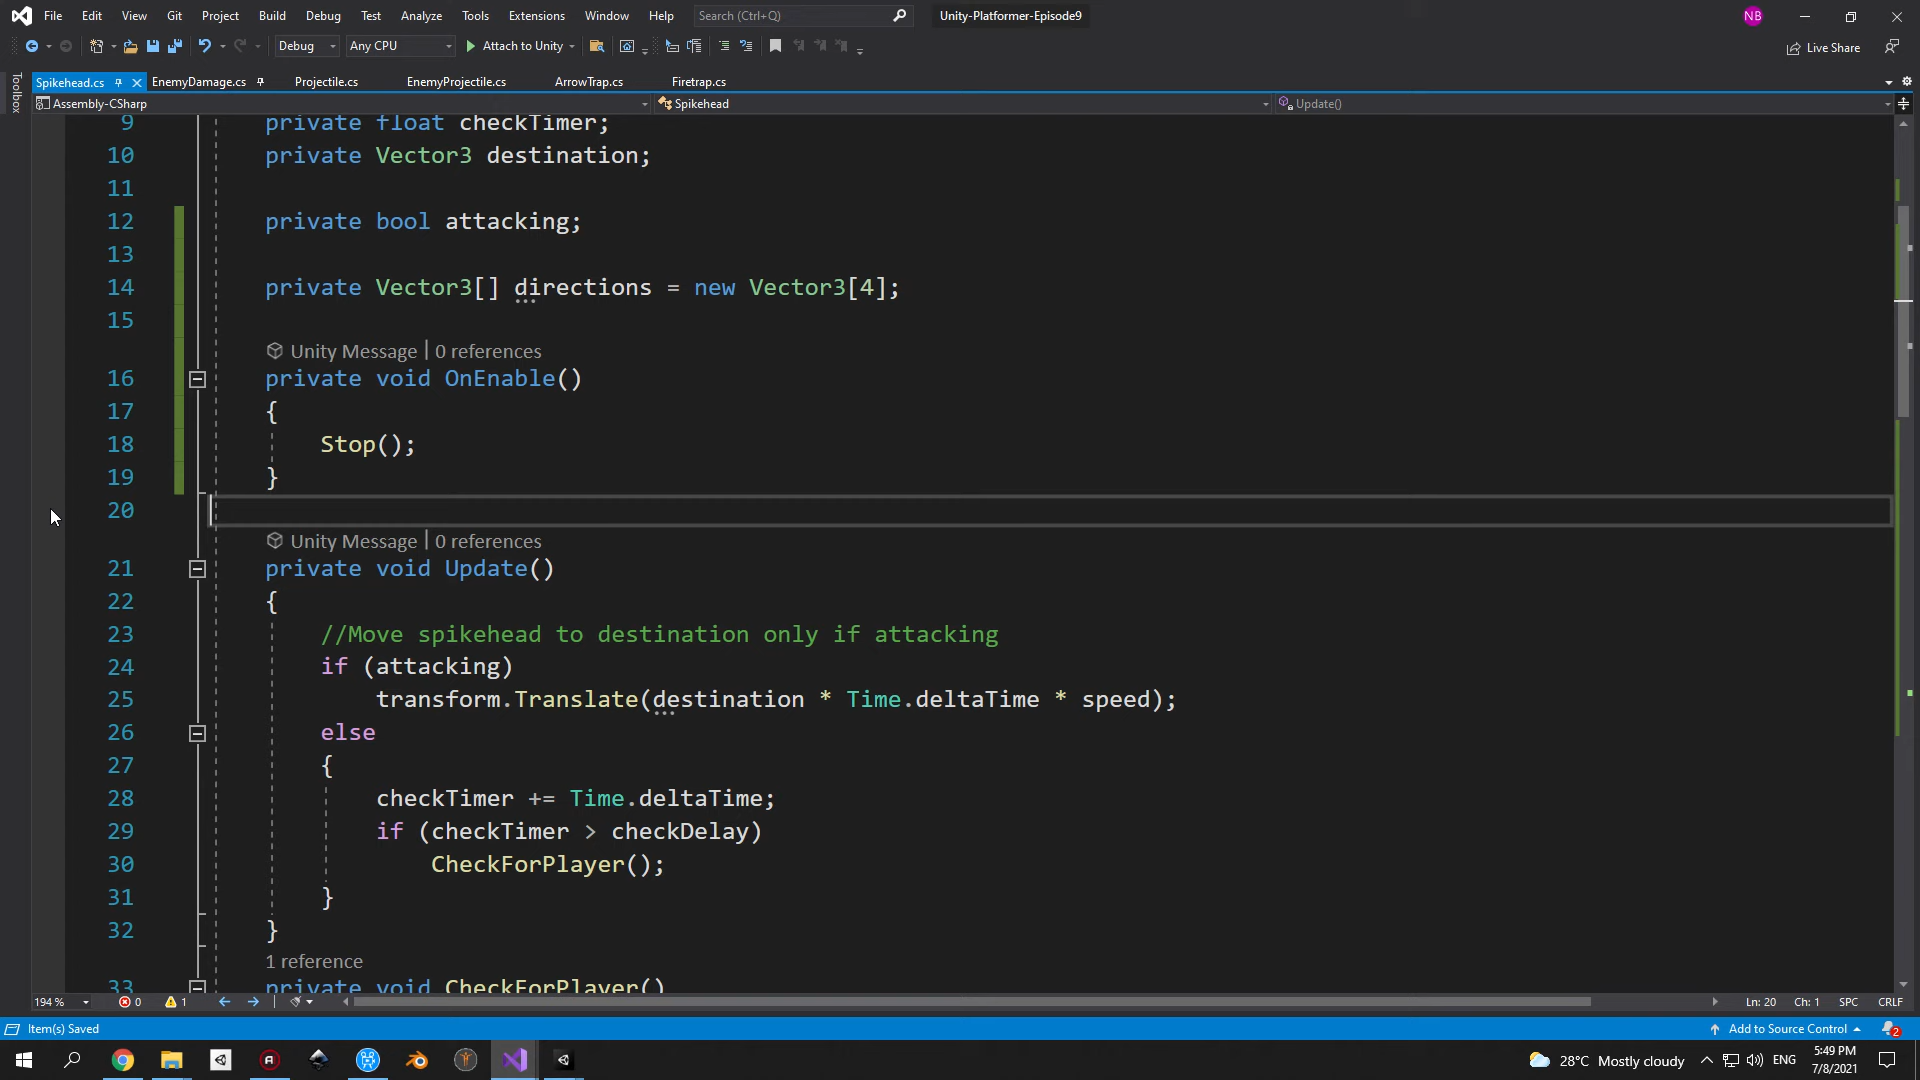 File Edit View Git Project Build Debug Test Analyze Tools Extensions Window Help Search (Ctrl+Q) Unity-Platformer-Episode9 NB
Debug Any CPU Attach to Unity Live Share
Toolbox
Spikehead.cs EnemyDamage.cs Projectile.cs EnemyProjectile.cs ArrowTrap.cs Firetrap.cs
Assembly-CSharp Spikehead Update()
9 private float checkTimer;
10 private Vector3 destination;
11
12 private bool attacking;
13
14 private Vector3[] directions = new Vector3[4];
15
Unity Message | 0 references
16 private void OnEnable()
17 {
18 Stop();
19 }
20
Unity Message | 0 references
21 private void Update()
22 {
23 //Move spikehead to destination only if attacking
24 if (attacking)
25 transform.Translate(destination * Time.deltaTime * speed);
26 else
27 {
28 checkTimer += Time.deltaTime;
29 if (checkTimer > checkDelay)
30 CheckForPlayer();
31 }
32 }
1 reference
33 private void CheckForPlayer()
194 % 0 1 Ln: 20 Ch: 1 SPC CRLF
Item(s) Saved Add to Source Control 2
28°C Mostly cloudy ENG 5:49 PM
7/8/2021